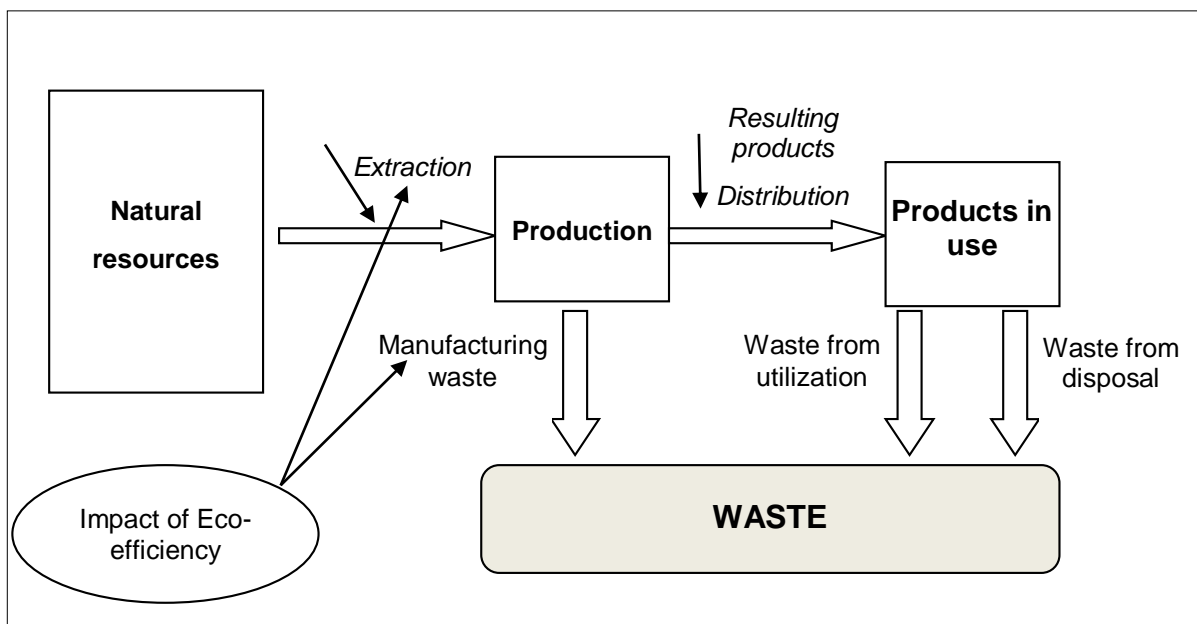 Natural
resources
Extraction
Production
Resulting
products
Distribution
Products in
use
Manufacturing
waste
Waste from
utilization
Waste from
disposal
Impact of Eco-
efficiency
WASTE